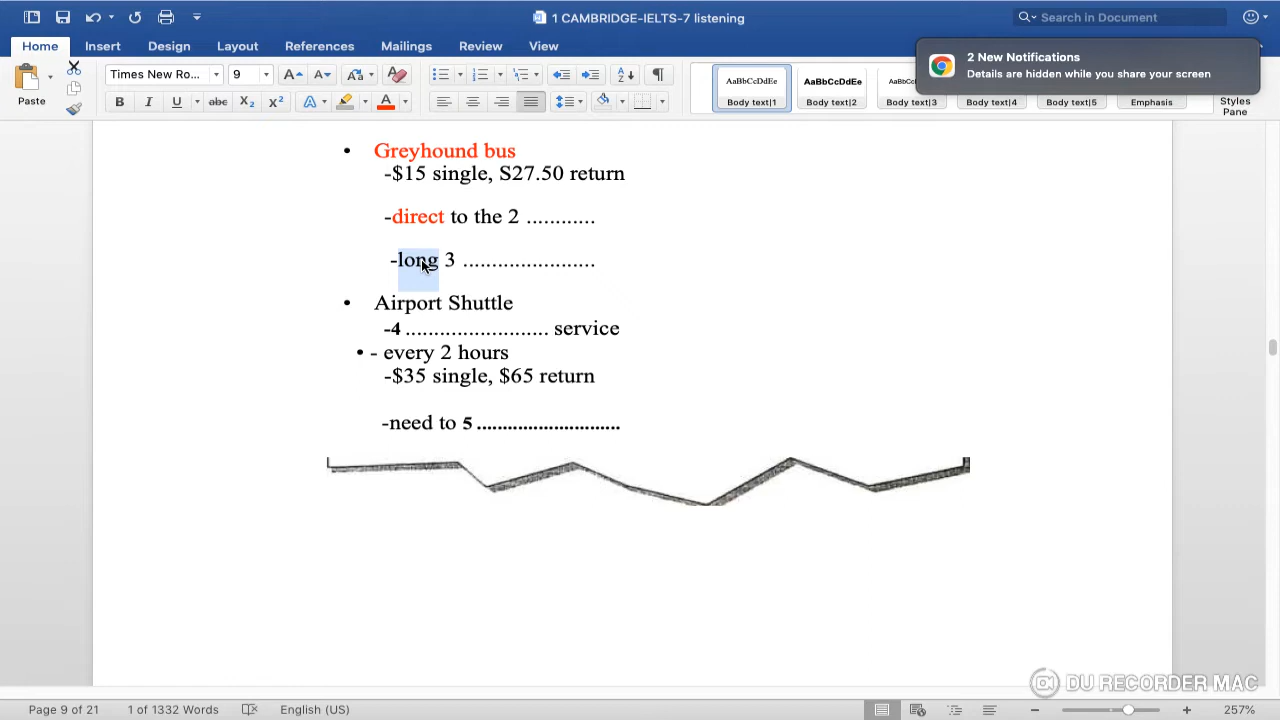 1 CAMBRIDGE-IELTS-7 listening
Search in Document
Home Insert Design Layout References Mailings Review View
2 New Notifications
Details are hidden while you share your screen
Paste
Times New Ro... 9
AaBbCcDdEe AaBbCcDdEe AaBbCcDdE
Body text|1 Body text|2 Body text|3 Body text|4 Body text|5 Emphasis
Styles Pane
• Greyhound bus
-$15 single, S27.50 return
-direct to the 2 ............
-long 3 ......................
• Airport Shuttle
-4 ........................ service
• - every 2 hours
-$35 single, $65 return
-need to 5 ...........................
DU RECORDER MAC
Page 9 of 21 1 of 1332 Words English (US) 257%